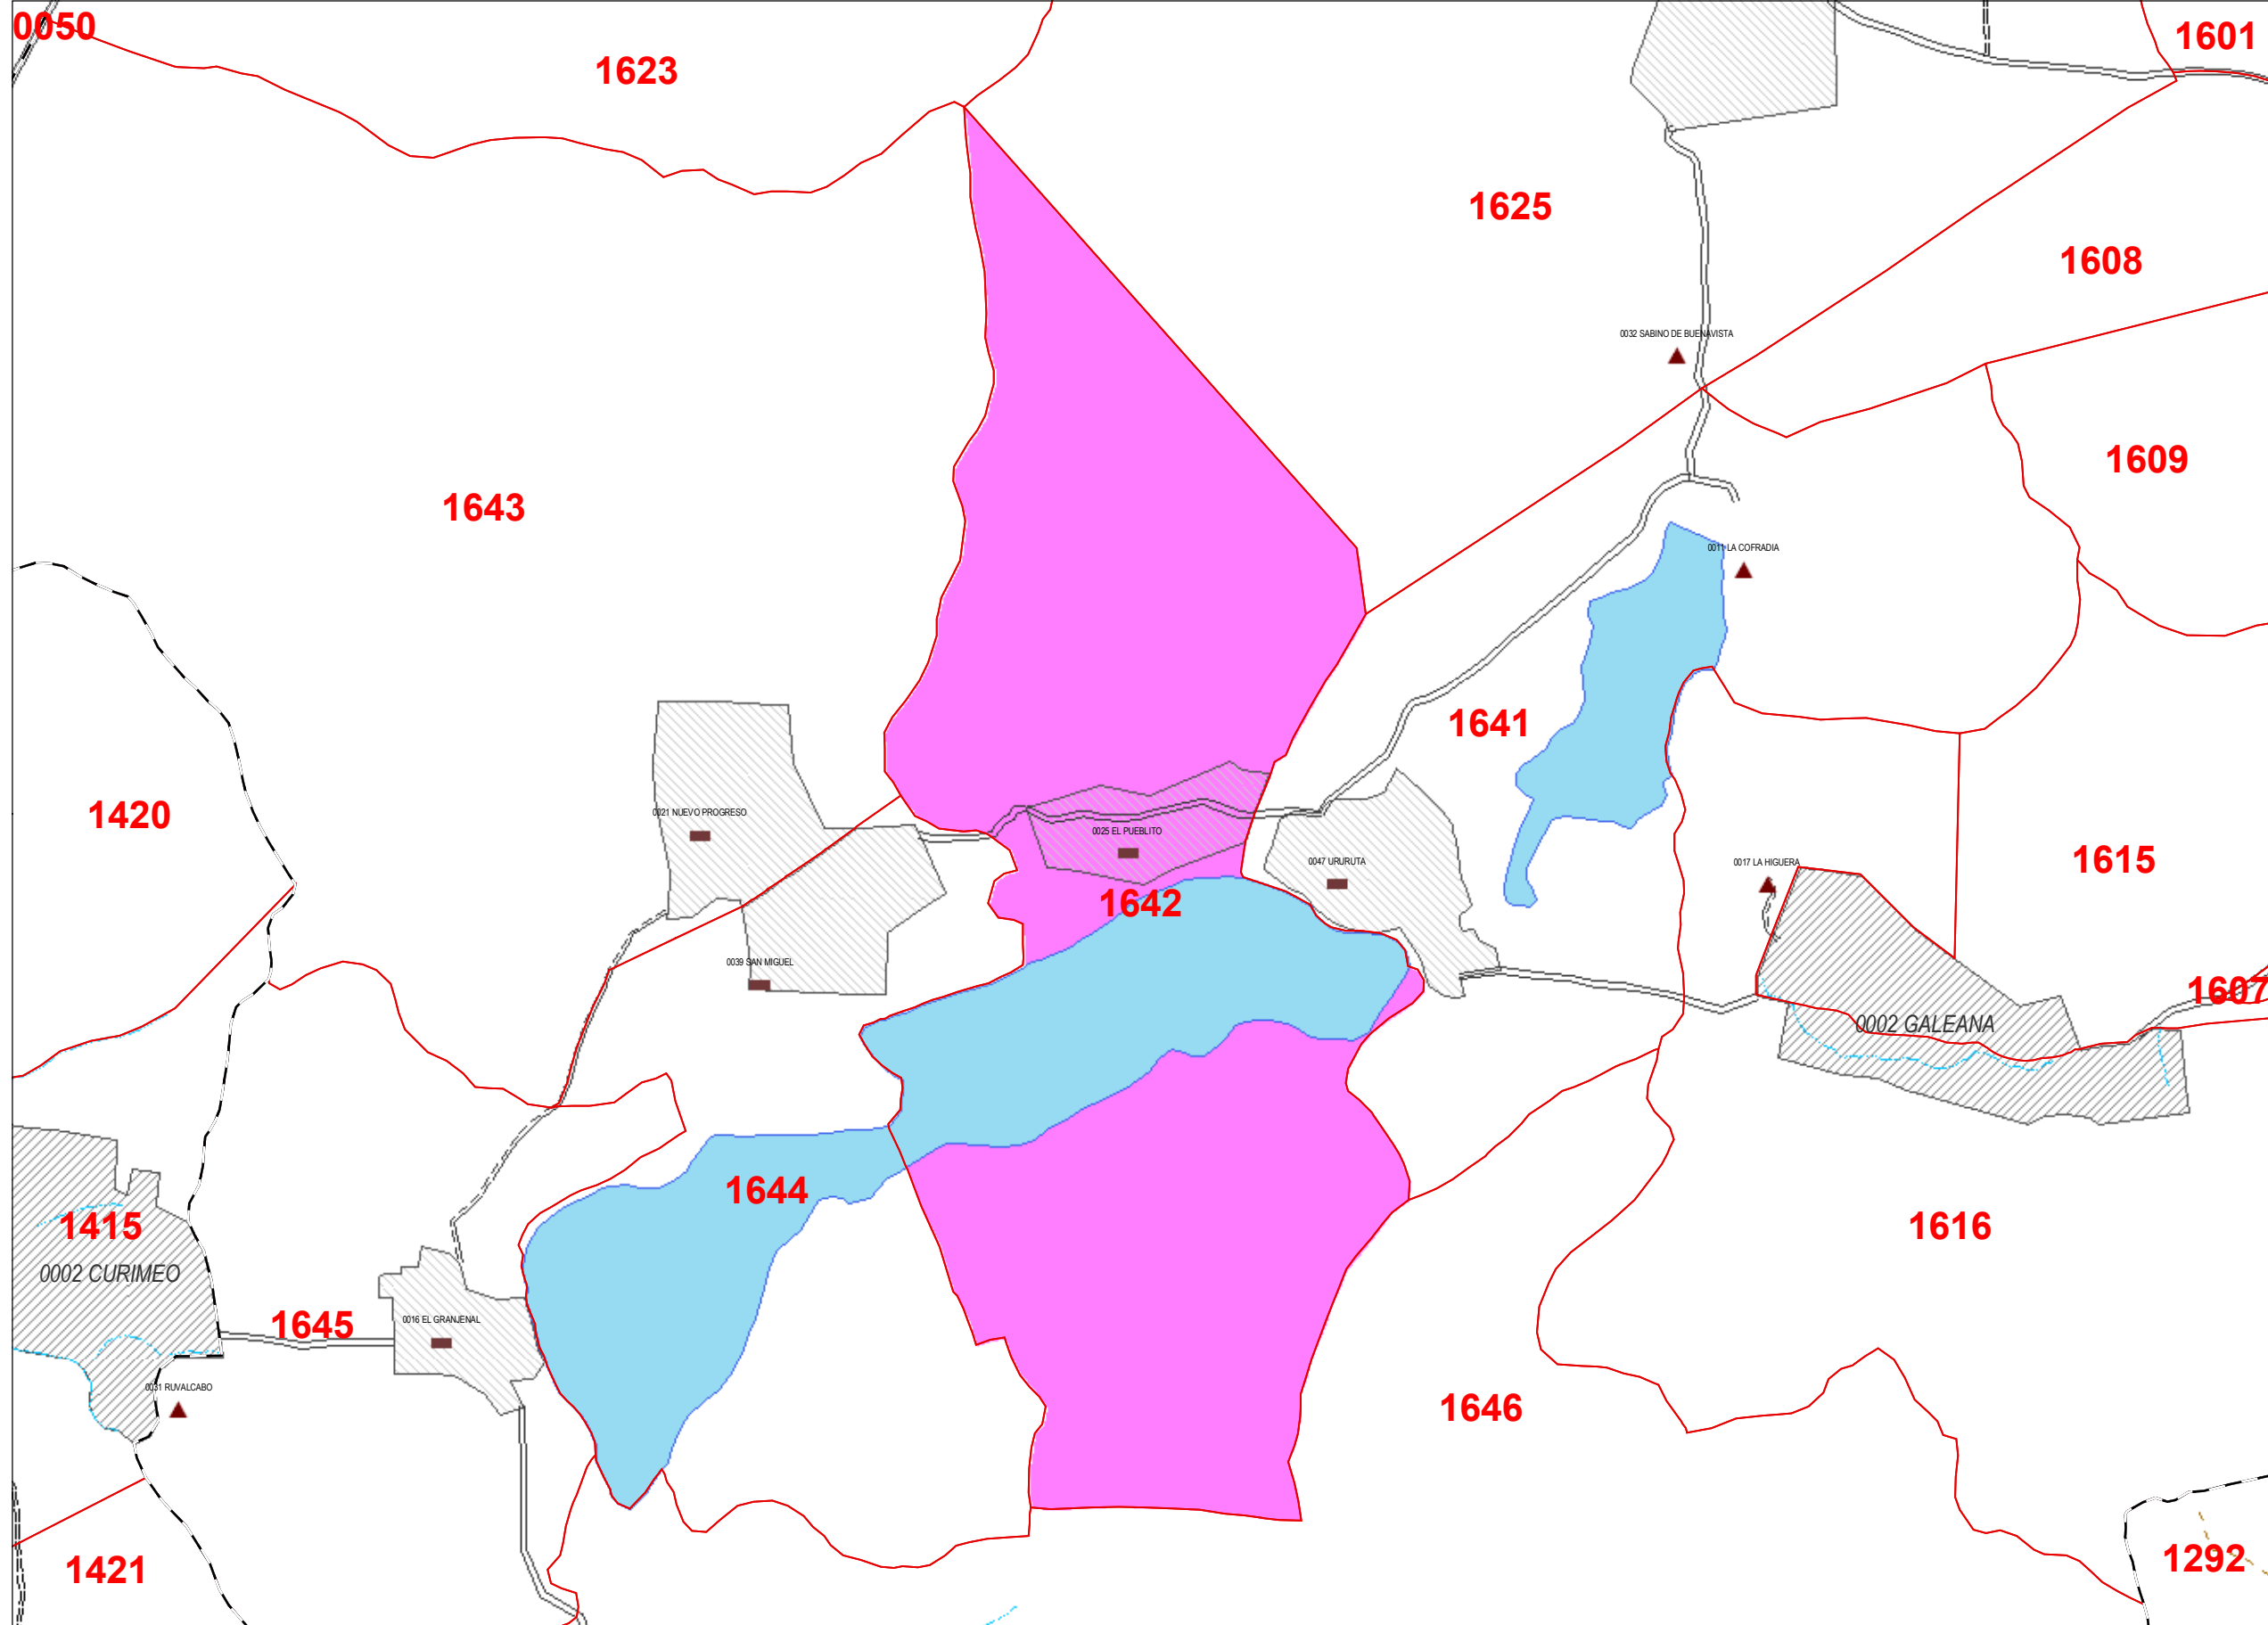 0050
1623
1601
1625
1608
0032 SABINO DE BUENAVISTA
1609
1643
0011 LA COFRADIA
1641
1420
0021 NUEVO PROGRESO
0025 EL PUEBLITO
0047 URURUTA
0017 LA HIGUERA
1615
1642
0039 SAN MIGUEL
1607
0002 GALEANA
1644
1415
1616
0002 CURIMEO
1645
0016 EL GRANJENAL
0031 RUVALCABO
1646
1421
1292